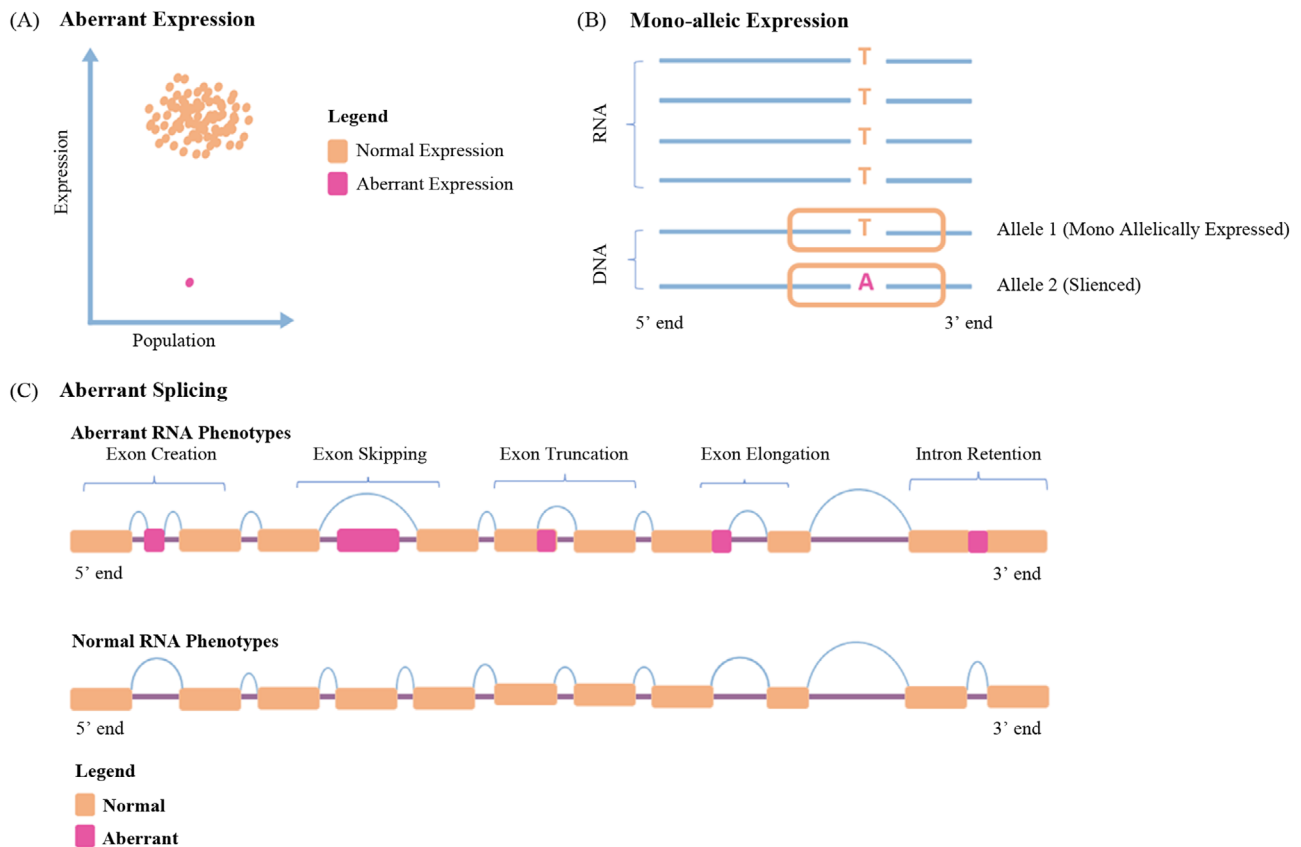 (A) Aberrant Expression
Expression
Population
Legend
Normal Expression
Aberrant Expression
(B) Mono-alleic Expression
RNA
T
T
T
T
DNA
T
Allele 1 (Mono Allelically Expressed)
A
Allele 2 (Slienced)
5’ end
3’ end
(C) Aberrant Splicing
Aberrant RNA Phenotypes
Exon Creation
Exon Skipping
Exon Truncation
Exon Elongation
Intron Retention
5’ end
3’ end
Normal RNA Phenotypes
5’ end
3’ end
Legend
Normal
Aberrant